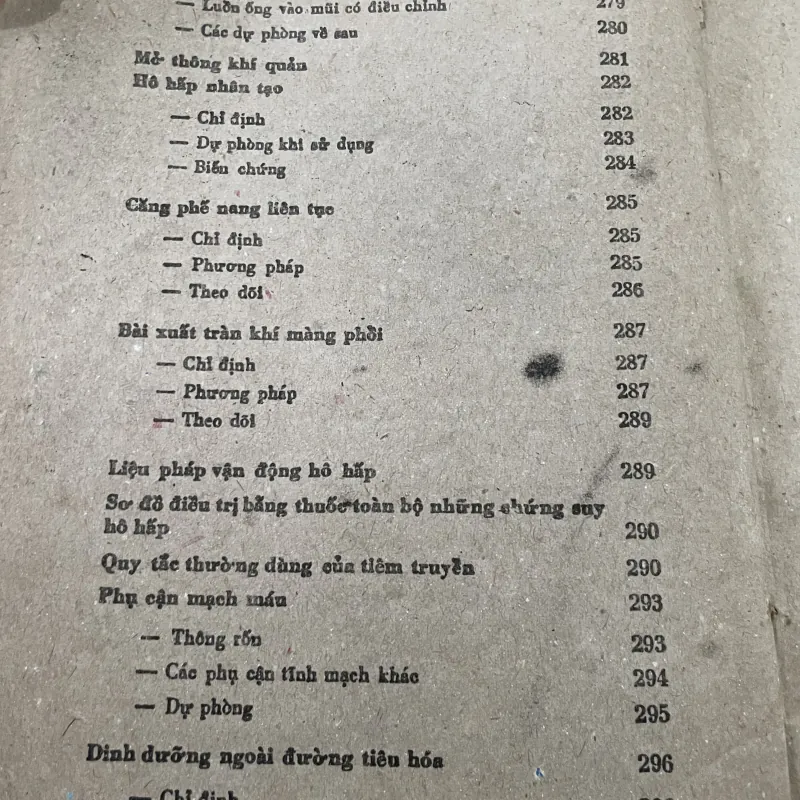 — Luồn ống vào mũi có điều chỉnh 279
— Các dự phòng về sau 280
Mở thông khí quản 281
Hô hấp nhân tạo 282
— Chỉ định 282
— Dự phòng khi sử dụng 283
— Biến chứng 284
Căng phế nang liên tục 285
— Chỉ định 285
— Phương pháp 285
— Theo dõi 286
Bài xuất tràn khí màng phổi 287
— Chỉ định 287
— Phương pháp 287
— Theo dõi 289
Liệu pháp vận động hô hấp 289
Sơ đồ điều trị bằng thuốc toàn bộ những chứng suy
hô hấp 290
Quy tắc thường dùng của tiêm truyền 290
Phụ cận mạch máu 293
— Thông rốn 293
— Các phụ cận tĩnh mạch khác 294
— Dự phòng 295
Dinh dưỡng ngoài đường tiêu hóa 296
— Chỉ định